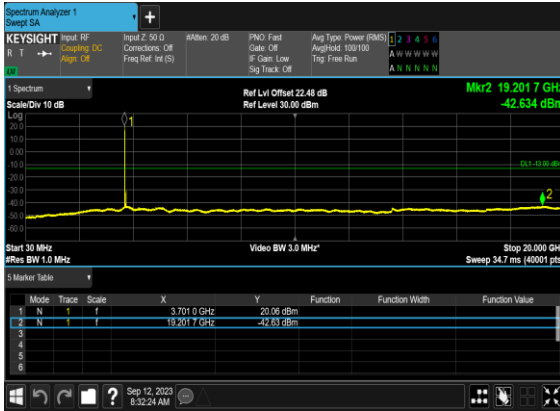 Spectrum Analyzer 1
Swept SA
+
KEYSIGHT Input: RF Input Z: 50 Ω #Atten: 20 dB PNO: Fast Avg Type: Power (RMS) 1 2 3 4 5 6
R T Coupling: DC Corrections: Off Gate: Off Avg|Hold: 100/100 A W W W W W
Align: Off Freq Ref: Int (S) IF Gain: Low Trig: Free Run
Sig Track: Off A N N N N N
1 Spectrum Ref Lvl Offset 22.48 dB Mkr2 19.201 7 GHz
Scale/Div 10 dB Ref Level 30.00 dBm -42.634 dBm
Log
20.0
10.0
0.00
-10.0
-20.0
-30.0
-40.0
-50.0
-60.0
1
DL1 -13.00 dBm
2
Start 30 MHz Video BW 3.0 MHz* Stop 20.000 GHz
#Res BW 1.0 MHz Sweep 34.7 ms (40001 pts)
5 Marker Table
Mode Trace Scale X Y Function Function Width Function Value
1 N 1 f 3.701 0 GHz 20.06 dBm
2 N 1 f 19.201 7 GHz -42.63 dBm
3
4
5
6
? Sep 12, 2023
8:32:24 AM